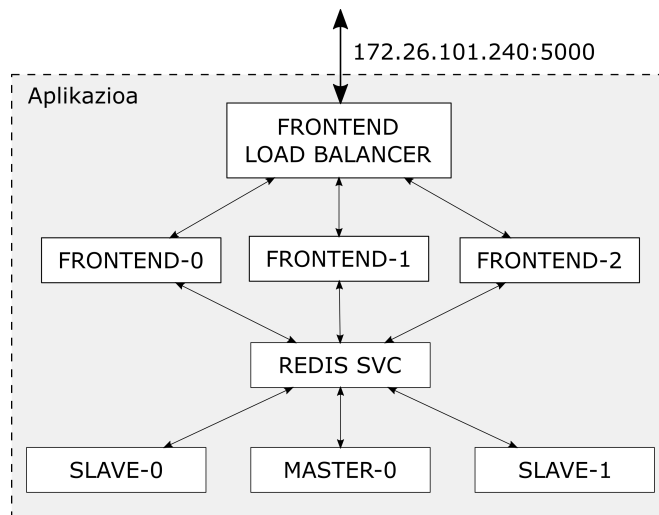 172.26.101.240:5000
Aplikazioa
FRONTEND
LOAD BALANCER
FRONTEND-0
FRONTEND-1
FRONTEND-2
REDIS SVC
SLAVE-0
MASTER-0
SLAVE-1